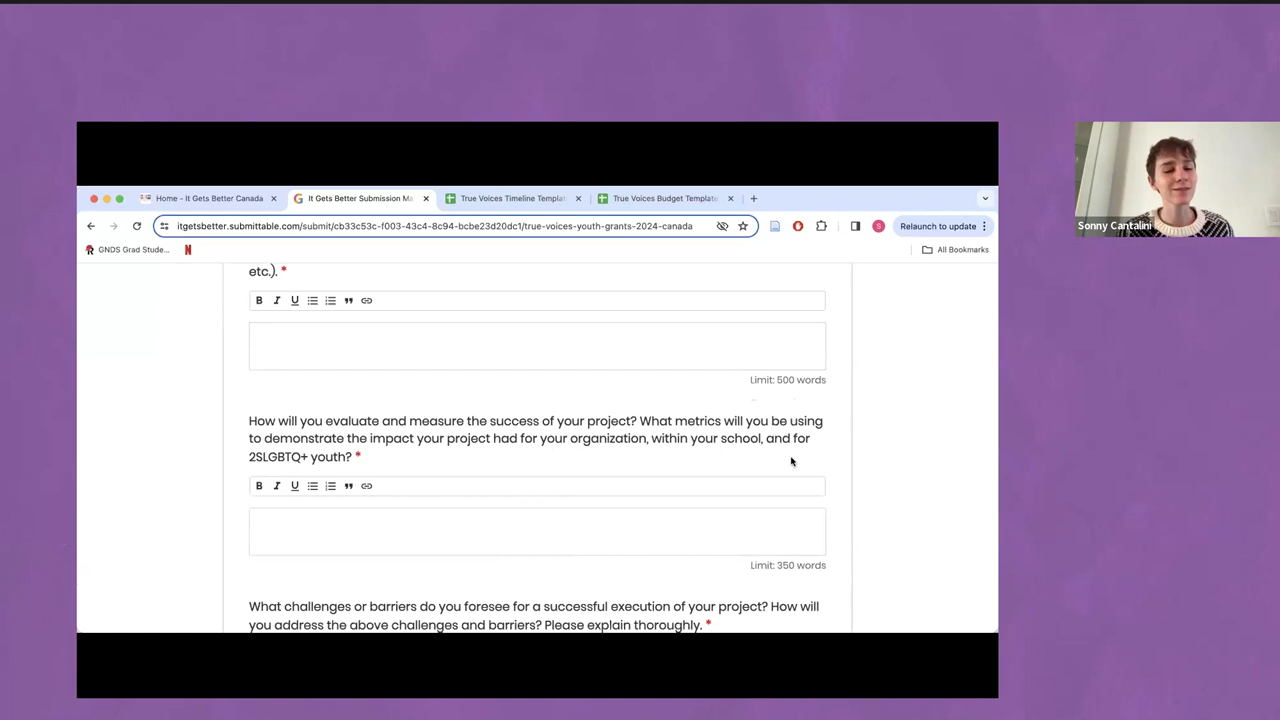 Home - It Gets Better Canada
It Gets Better Submission Ma
True Voices Timeline Templat
True Voices Budget Template
itgetsbetter.submittable.com/submit/cb33c53c-f003-43c4-8c94-bcbe23d20dc1/true-voices-youth-grants-2024-canada
Relaunch to update
GNDS Grad Stude...
All Bookmarks
Sonny Cantalini
etc.). *
B I U
Limit: 500 words
How will you evaluate and measure the success of your project? What metrics will you be using
to demonstrate the impact your project had for your organization, within your school, and for
2SLGBTQ+ youth? *
B I U
Limit: 350 words
What challenges or barriers do you foresee for a successful execution of your project? How will
you address the above challenges and barriers? Please explain thoroughly. *